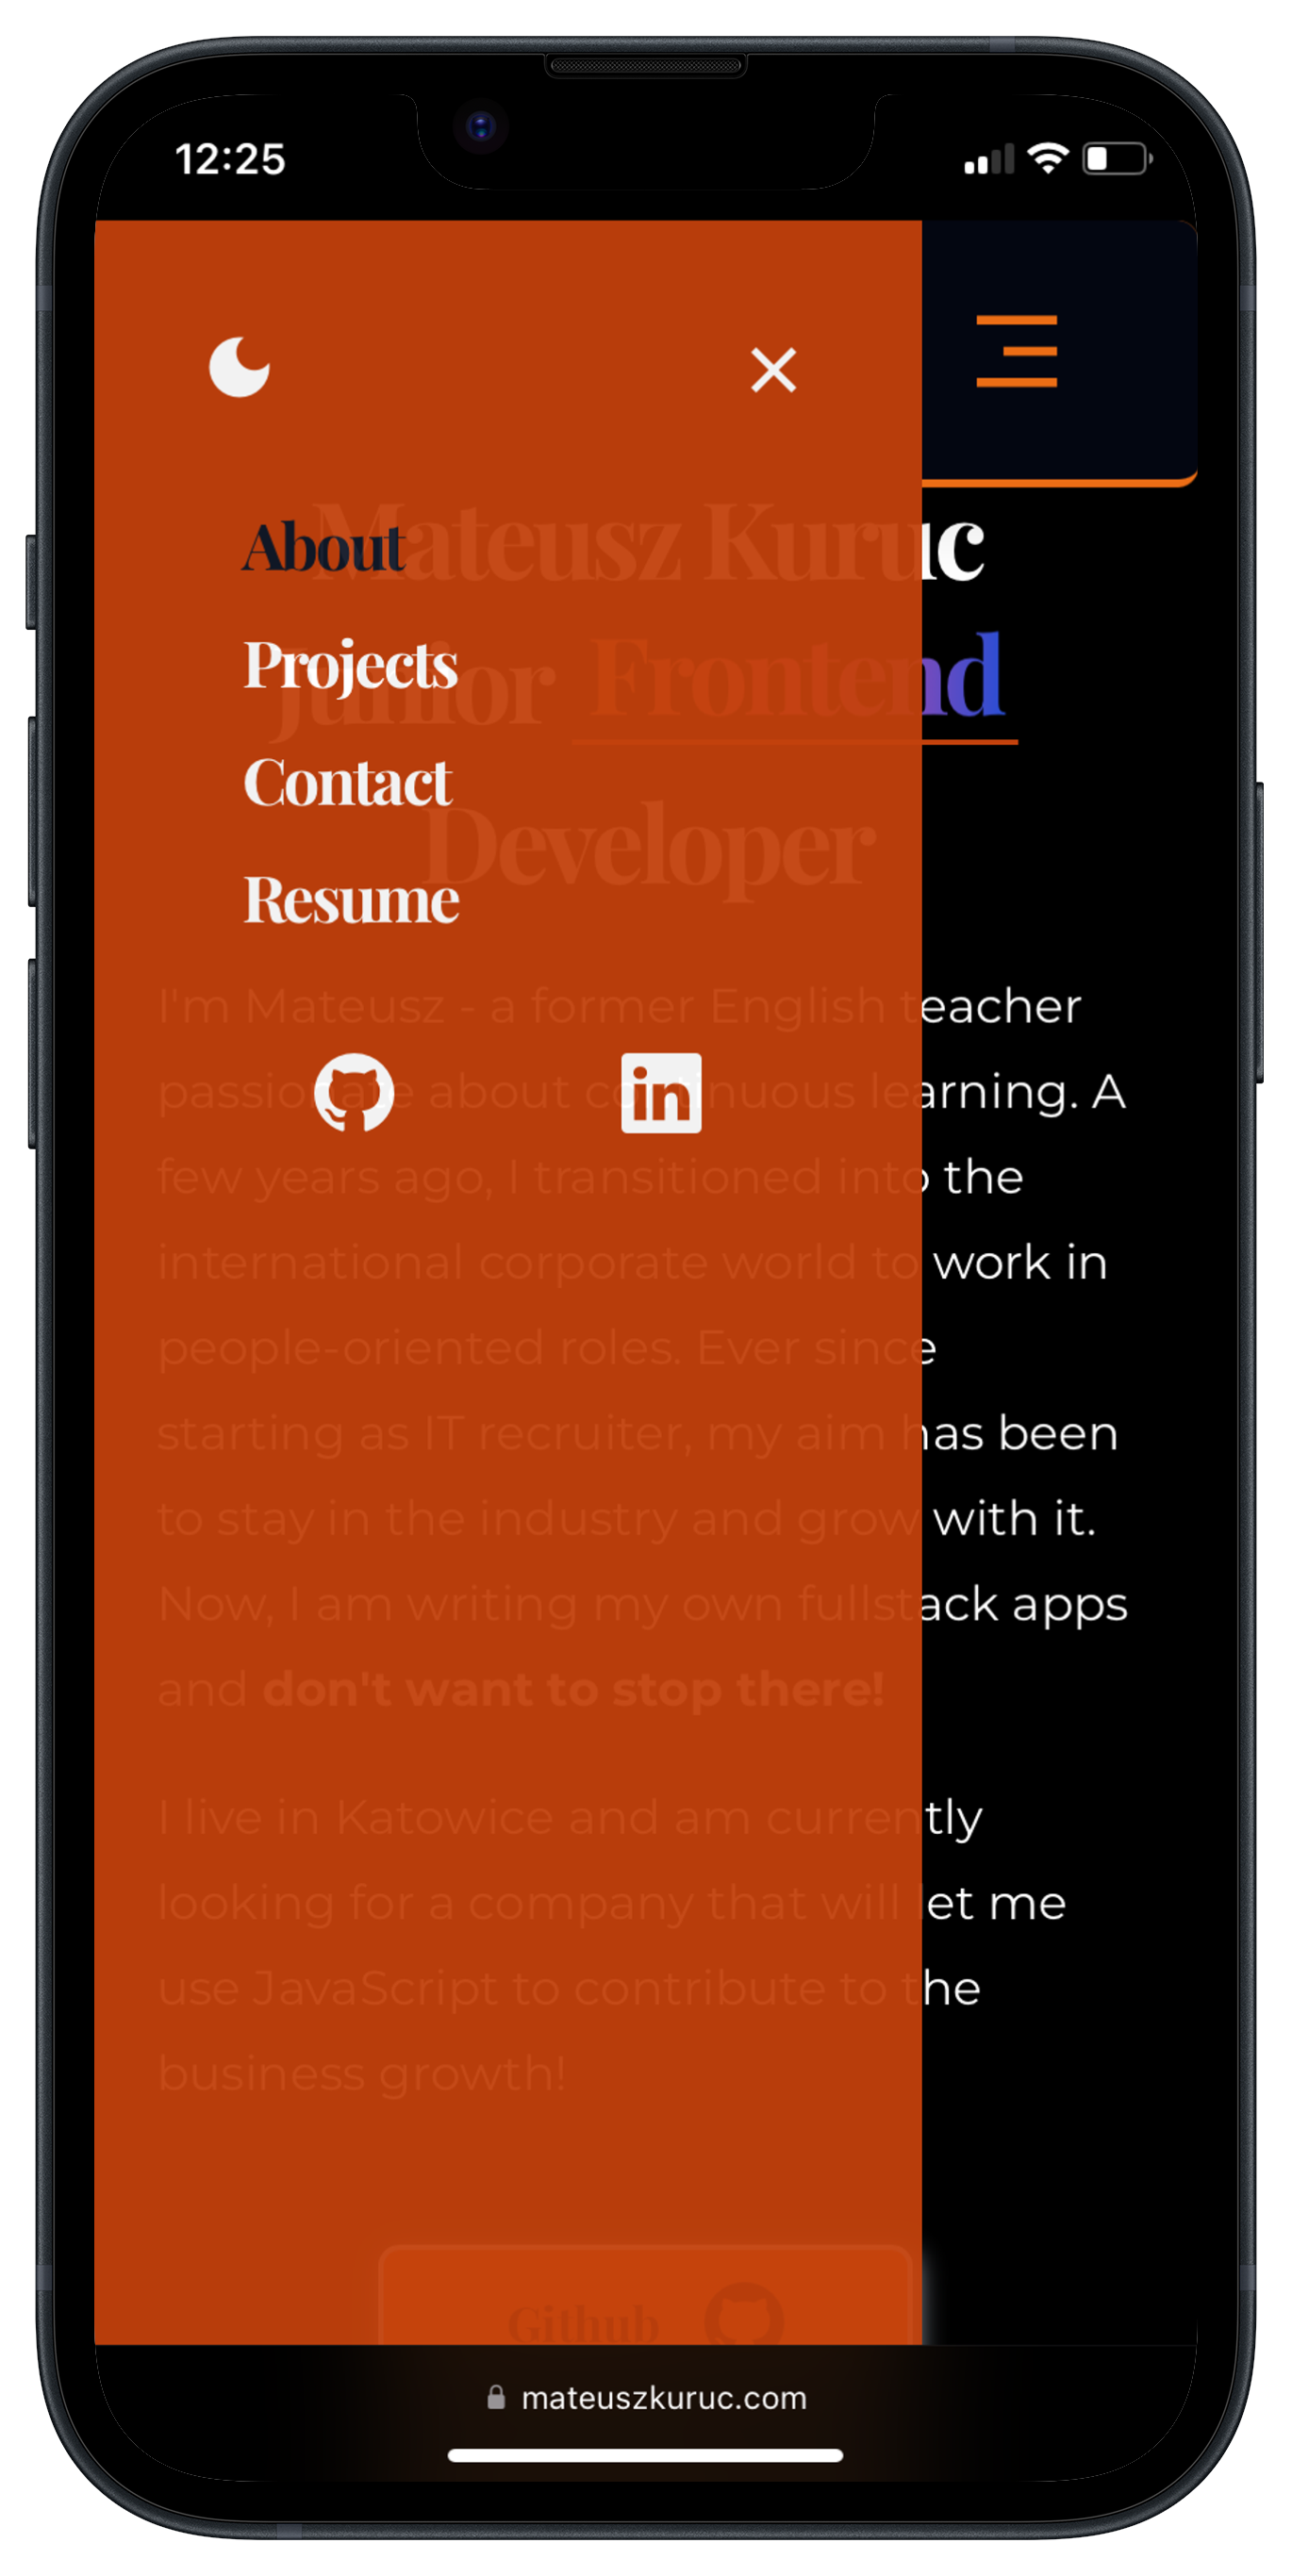 12:25
Mateusz Kuruc
About
Junior Frontend
Projects
Contact
Developer
Resume
I'm Mateusz - a former English teacher
passionate about continuous learning. A
in
few years ago, I transitioned into the
international corporate world to work in
people-oriented roles. Ever since
starting as IT recruiter, my aim has been
to stay in the industry and grow with it.
Now, I am writing my own fullstack apps
and don't want to stop there!
I live in Katowice and am currently
looking for a company that will let me
use JavaScript to contribute to the
business growth!
Github
mateuszkuruc.com